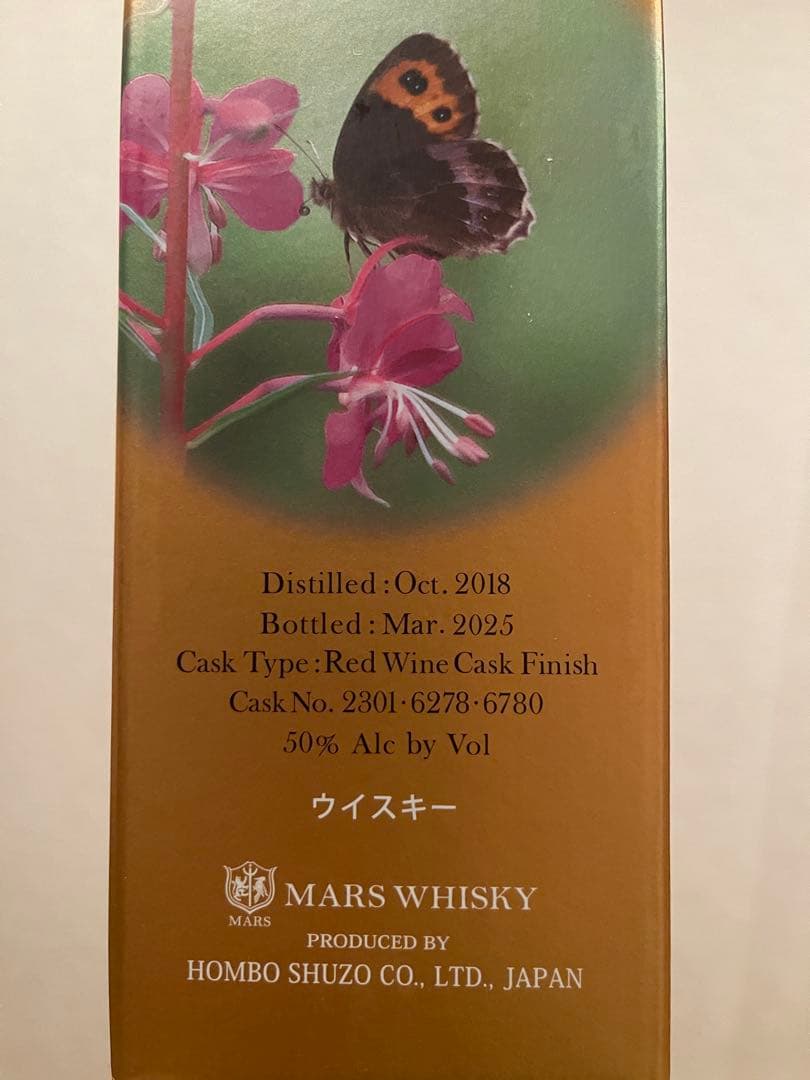 Distilled:Oct. 2018
Bottled: Mar. 2025
Cask Type:Red Wine Cask Finish
Cask No. 2301·6278·6780
50% Alc by Vol
ウイスキー
MARS WHISKY
MARS
PRODUCED BY
HOMBO SHUZO CO., LTD., JAPAN